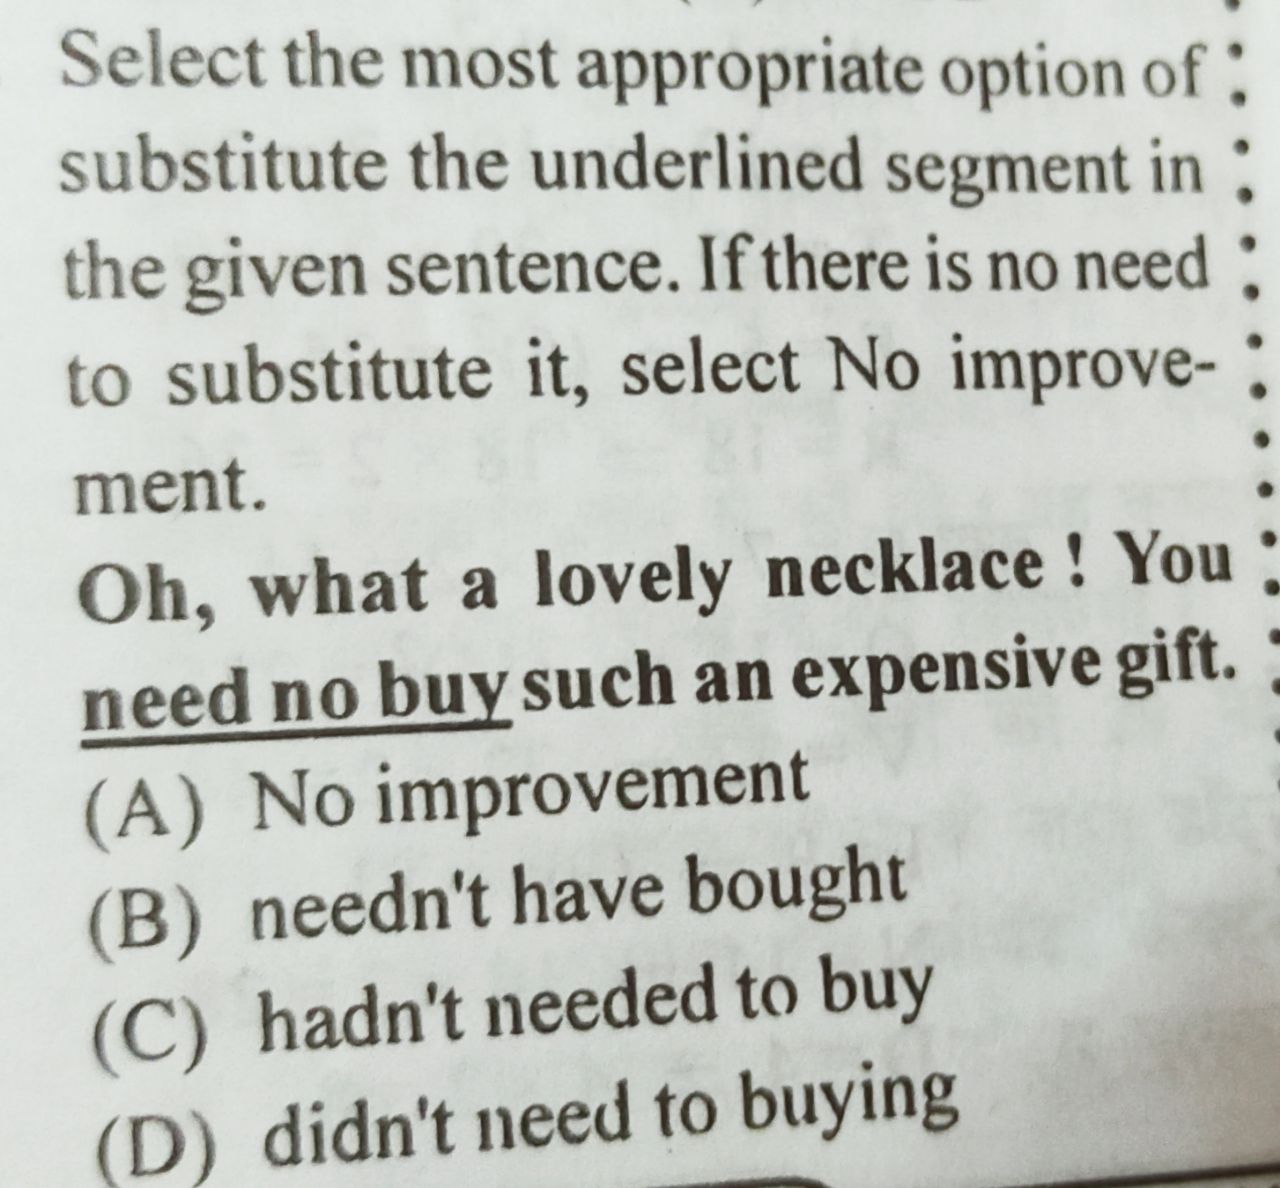 Select the most appropriate option of
substitute the underlined segment in
the given sentence. If there is no need
to substitute it, select No improve-
ment.
Oh, what a lovely necklace ! You
need no buy such an expensive gift.
(A) No improvement
(B) needn't have bought
(C) hadn't needed to buy
(D) didn't need to buying